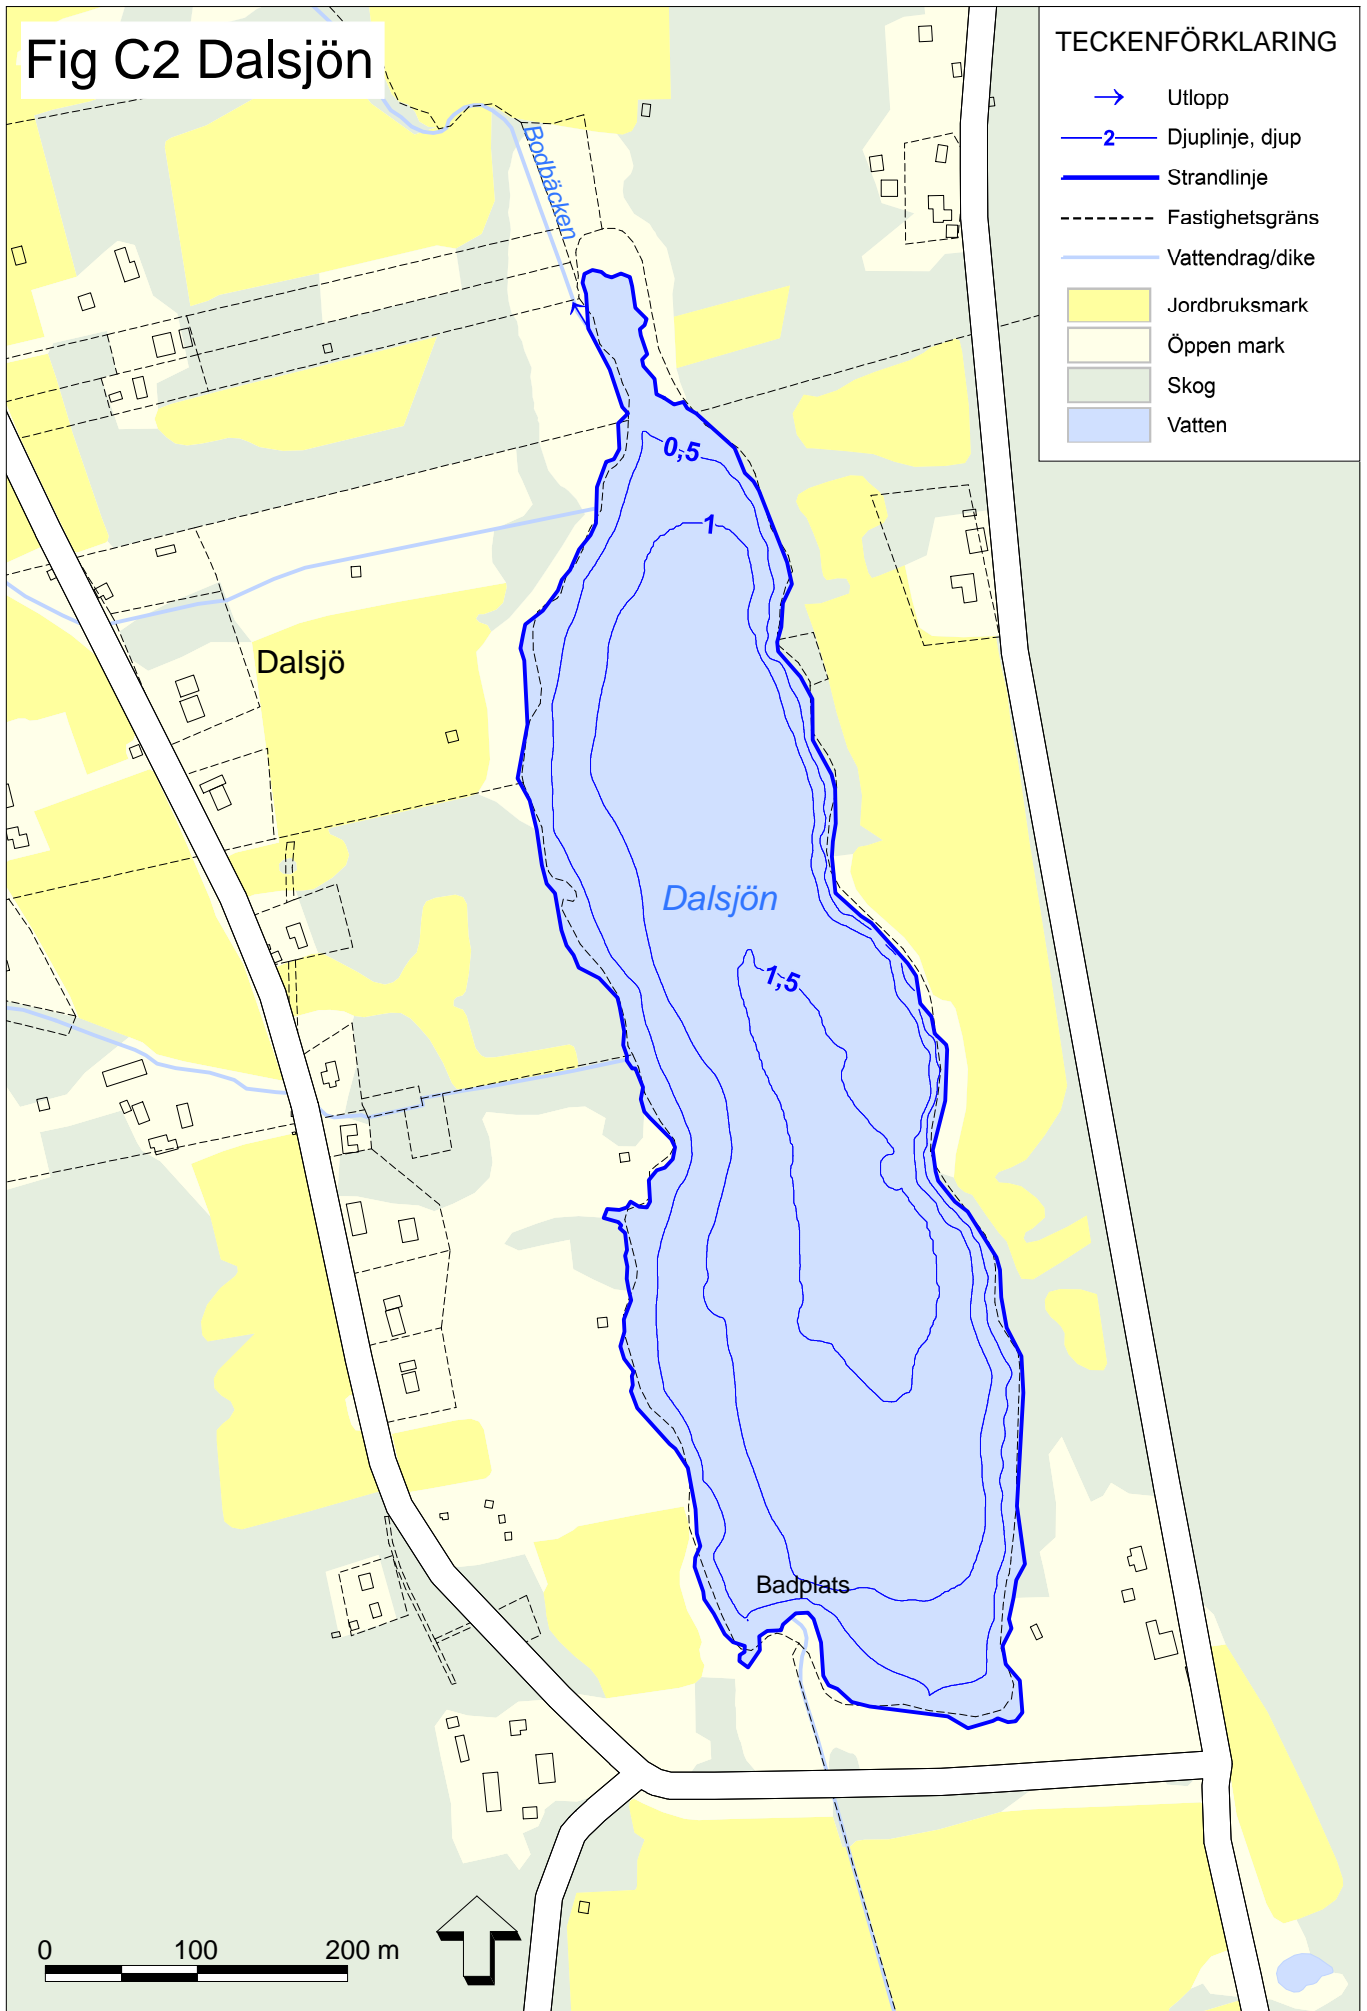 Fig C2 Dalsjön
TECKENFÖRKLARING
Utlopp
2 Djuplinje, djup
Strandlinje
Fastighetsgräns
Vattendrag/dike
Jordbruksmark
Öppen mark
Skog
Vatten
Bodbäcken
0,5
1
Dalsjö
Dalsjön
1,5
Badplats
0 100 200 m